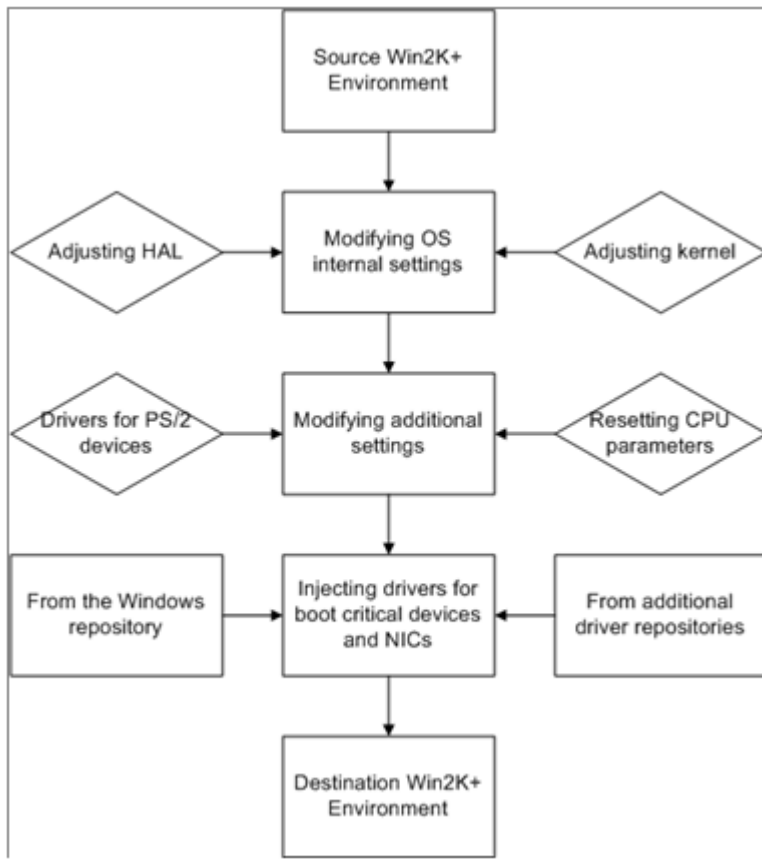 Source Win2K+
Environment
Adjusting HAL
Modifying OS
internal settings
Adjusting kernel
Drivers for PS/2
devices
Modifying additional
settings
Resetting CPU
parameters
From the Windows
repository
Injecting drivers for
boot critical devices
and NICs
From additional
driver repositories
Destination Win2K+
Environment